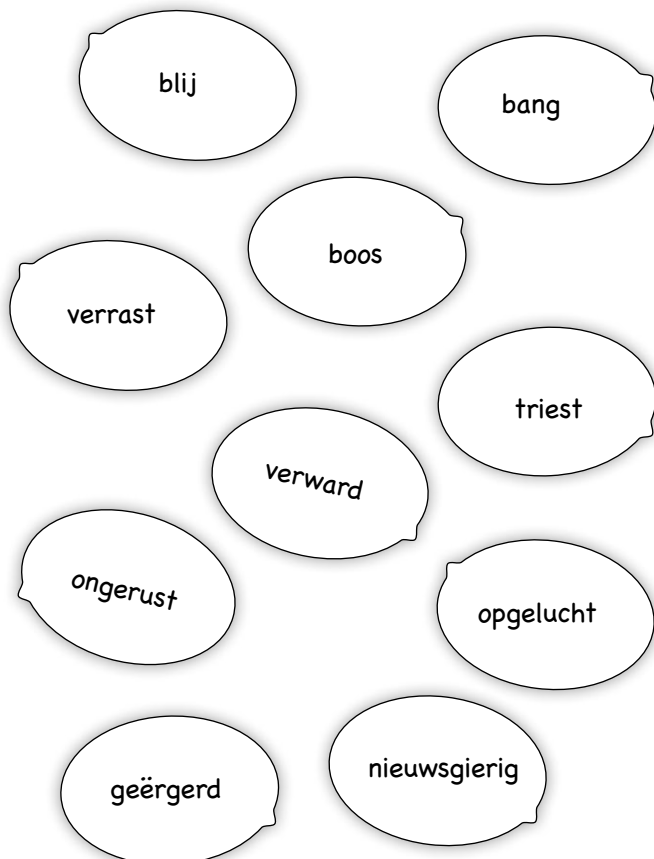 blij
bang
boos
verrast
triest
verward
ongerust
opgelucht
nieuwsgierig
geërgerd